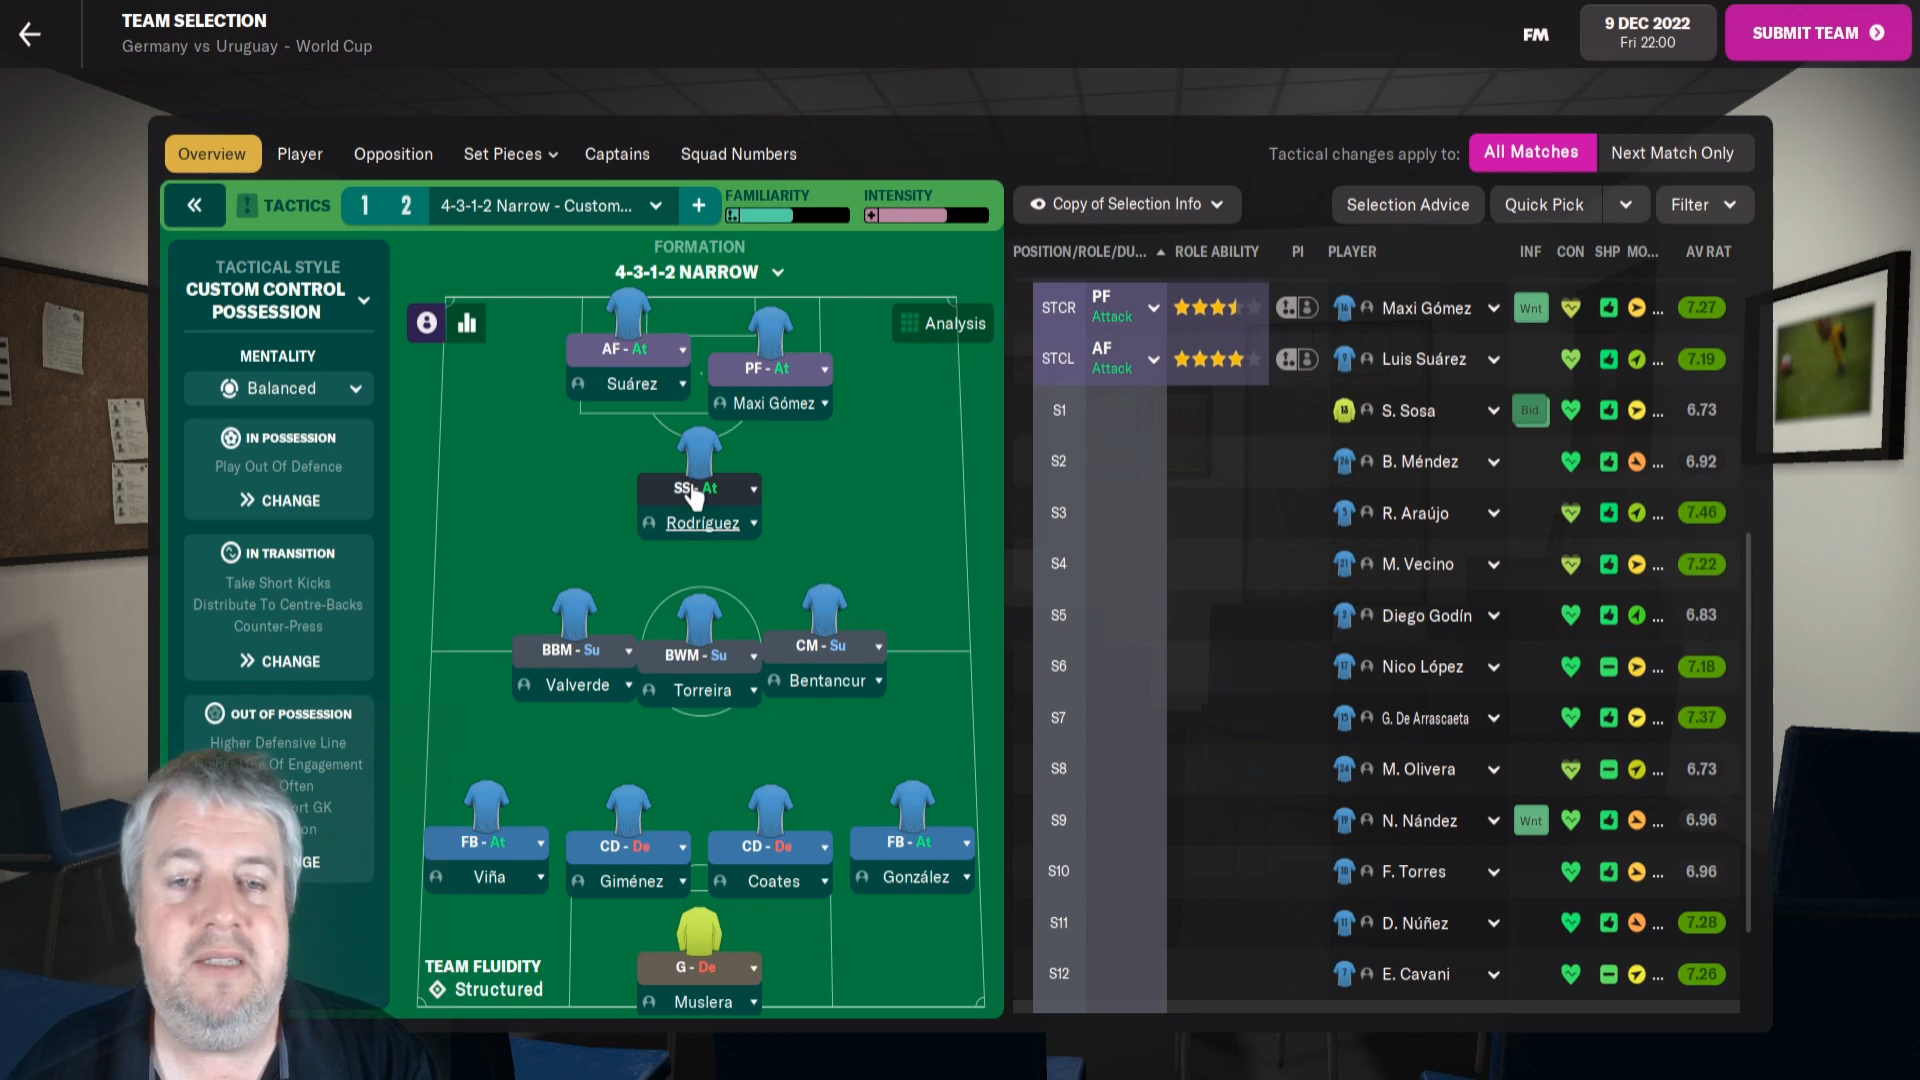 TEAM SELECTION
Germany vs Uruguay - World Cup
FM
9 DEC 2022
Fri 22:00
SUBMIT TEAM
Overview
Player
Opposition
Set Pieces
Captains
Squad Numbers
Tactical changes apply to:
All Matches
Next Match Only
TACTICS
1
2
4-3-1-2 Narrow - Custom...
+
FAMILIARITY
INTENSITY
Copy of Selection Info
Selection Advice
Quick Pick
Filter
TACTICAL STYLE
CUSTOM CONTROL
POSSESSION
MENTALITY
Balanced
IN POSSESSION
Play Out Of Defence
CHANGE
IN TRANSITION
Take Short Kicks
Distribute To Centre-Backs
Counter-Press
CHANGE
OUT OF POSSESSION
Higher Defensive Line
Of Engagement
Often
GK
FORMATION
4-3-1-2 NARROW
Analysis
AF - At
Suárez
PF - At
Maxi Gómez
SS - At
Rodríguez
BBM - Su
Valverde
BWM - Su
Torreira
CM - Su
Bentancur
FB - At
Viña
CD - De
Giménez
CD - De
Coates
FB - At
González
G - De
Muslera
TEAM FLUIDITY
Structured
POSITION/ROLE/DU... ROLE ABILITY PI PLAYER INF CON SHP MO... AV RAT
STCR PF Attack Maxi Gómez Wnt ... 7.27
STCL AF Attack Luis Suárez ... 7.19
S1 S. Sosa Bid ... 6.73
S2 B. Méndez ... 6.92
S3 R. Araújo ... 7.46
S4 M. Vecino ... 7.22
S5 Diego Godín ... 6.83
S6 Nico López ... 7.18
S7 G. De Arrascaeta ... 7.37
S8 M. Olivera ... 6.73
S9 N. Nández Wnt ... 6.96
S10 F. Torres ... 6.96
S11 D. Núñez ... 7.28
S12 E. Cavani ... 7.26